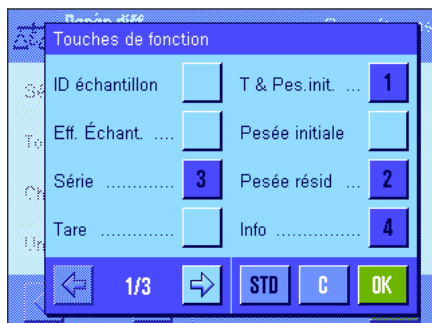 Touches de fonction
ID échantillon
T & Pes.init. ... 1
Eff. Échant. ....
Pesée initiale
Série ............. 3
Pesée résid ... 2
Tare ..............
Info ............... 4
1/3
STD C OK